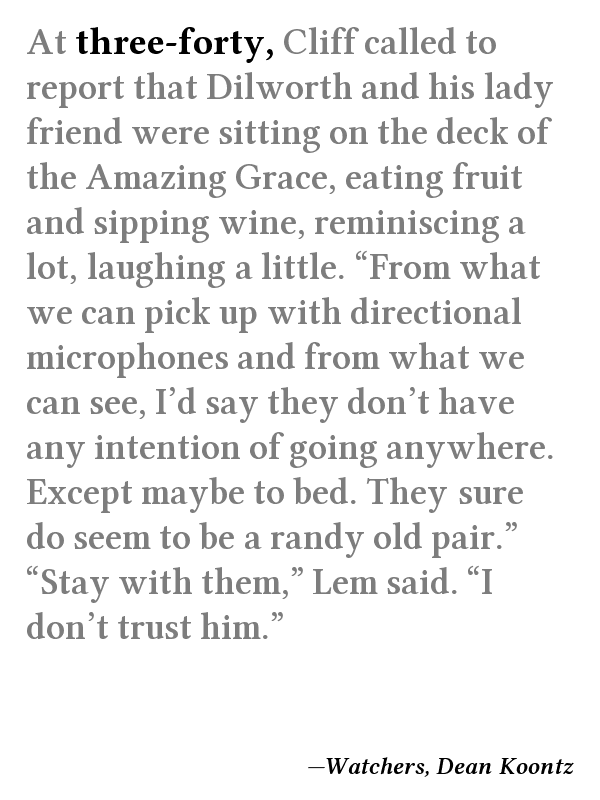 At three-forty, Cliff called to
report that Dilworth and his lady
friend were sitting on the deck of
the Amazing Grace, eating fruit
and sipping wine, reminiscing a
lot, laughing a little. “From what
we can pick up with directional
microphones and from what we
can see, I’d say they don’t have
any intention of going anywhere.
Except maybe to bed. They sure
do seem to be a randy old pair.”
“Stay with them,” Lem said. “I
don’t trust him.”
—Watchers, Dean Koontz